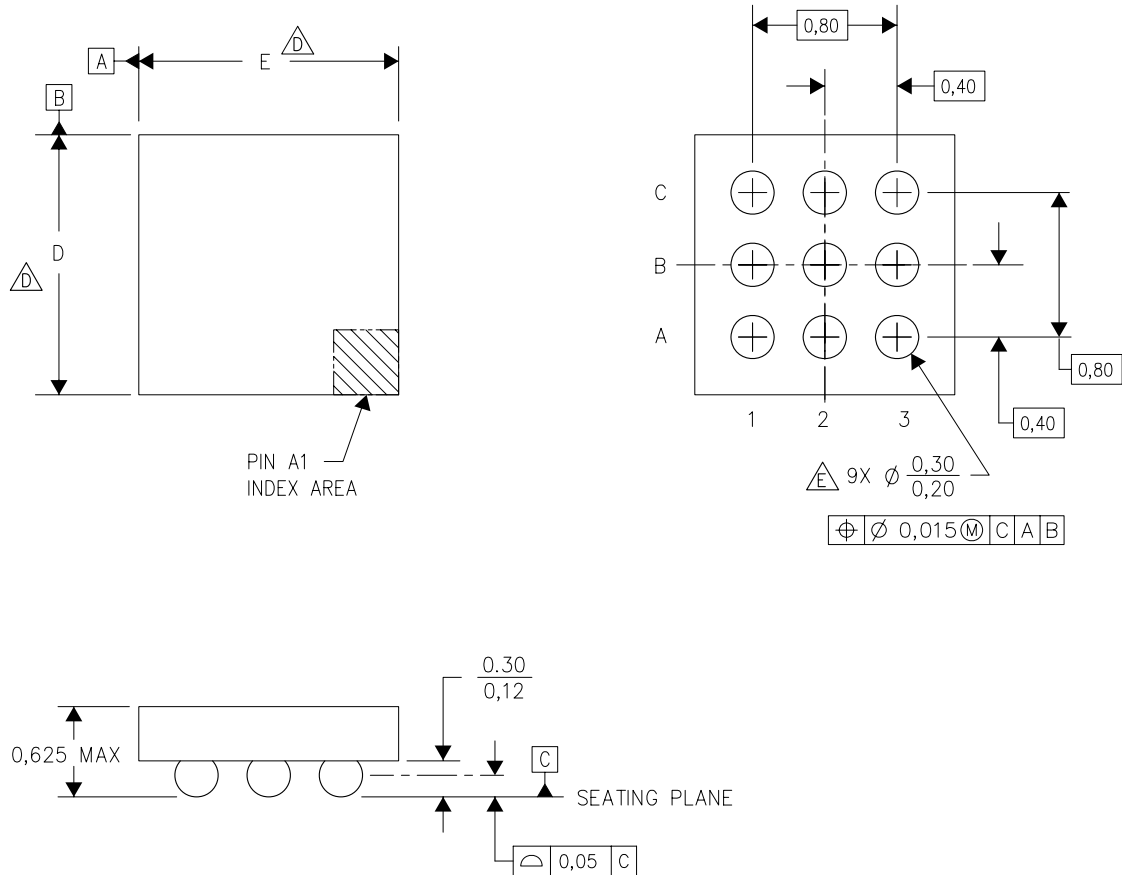 A
E
D
B
D
D
PIN A1
INDEX AREA
0,80
0,40
C
B
A
1 2 3
0,80
0,40
E 9X Ø 0,30
0,20
⌖ Ø 0,015Ⓜ C A B
0.30
0,12
0,625 MAX
C
SEATING PLANE
⌓ 0,05 C